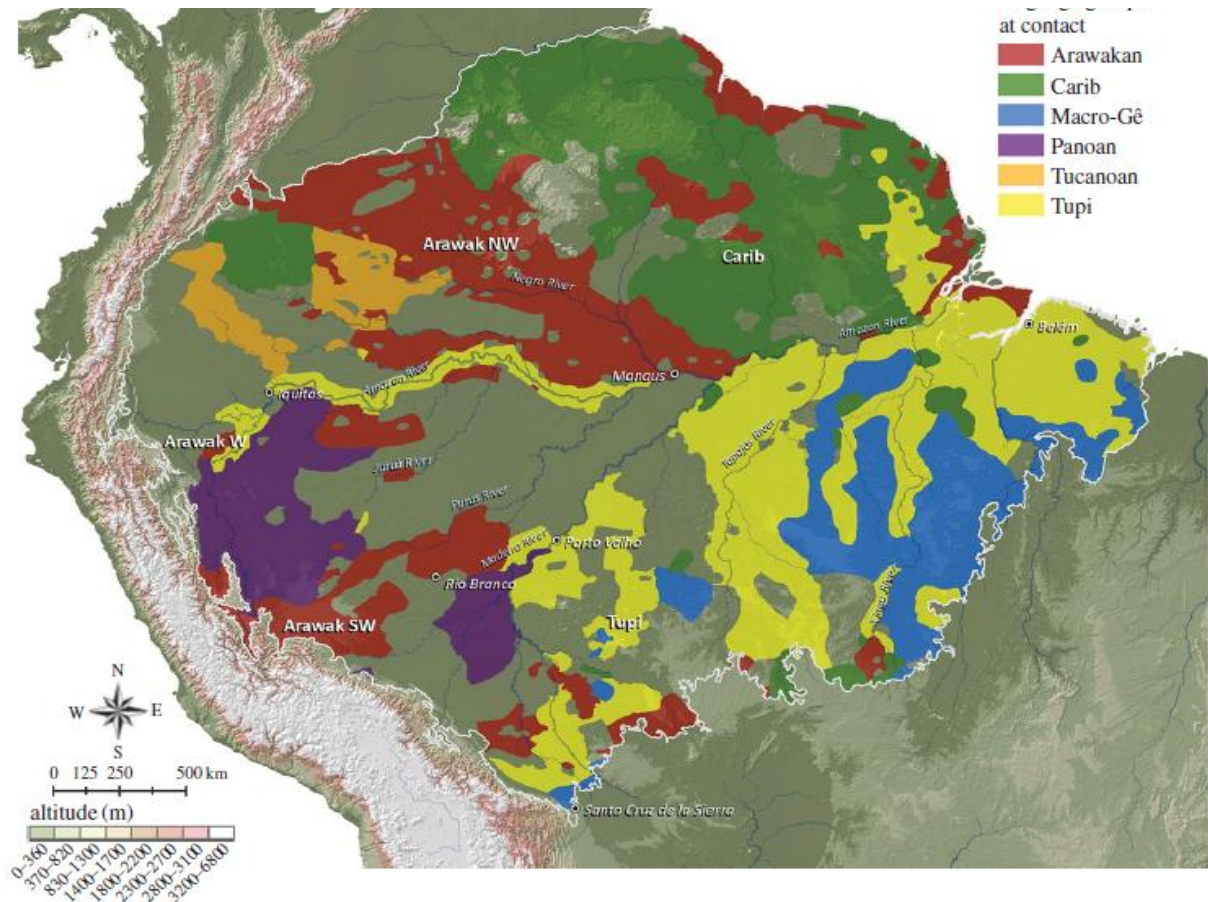 at contact
Arawakan
Carib
Macro-Gê
Panoan
Tucanoan
Tupi
Arawak NW
Negro River
Carib
Amazon River
Belém
Manaus
Amazon River
Iquitos
Arawak W
Tapajós River
Juruá River
Purus River
Madeira River
Porto Velho
Rio Branco
Xingu River
Arawak SW
Tupi
N
W E
S
0 125 250 500 km
altitude (m)
0–360
370–820
830–1300
1400–1700
1800–2200
2300–2700
2800–3100
3200–6800
Santa Cruz de la Sierra